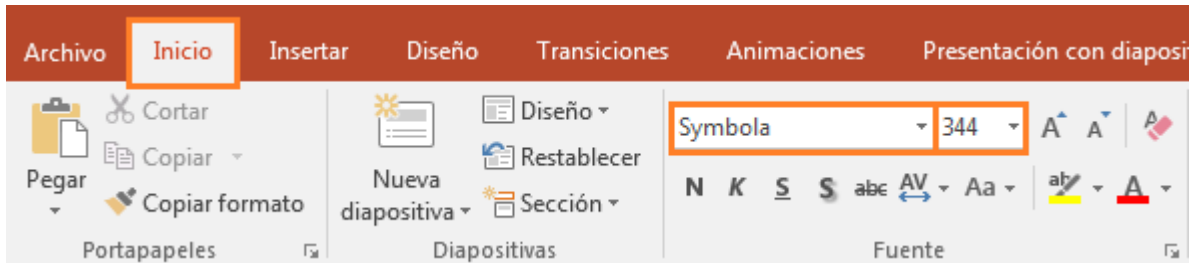 Archivo Inicio Insertar Diseño Transiciones Animaciones Presentación con diaposi
Cortar
Copiar
Copiar formato
Pegar
Portapapeles
Nueva
diapositiva
Diseño
Restablecer
Sección
Diapositivas
Symbola 344 A A A
N K S S abc AV Aa ab A
Fuente